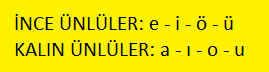 İNCE ÜNLÜLER: e - i - ö - ü
KALIN ÜNLÜLER: a - ı - o - u